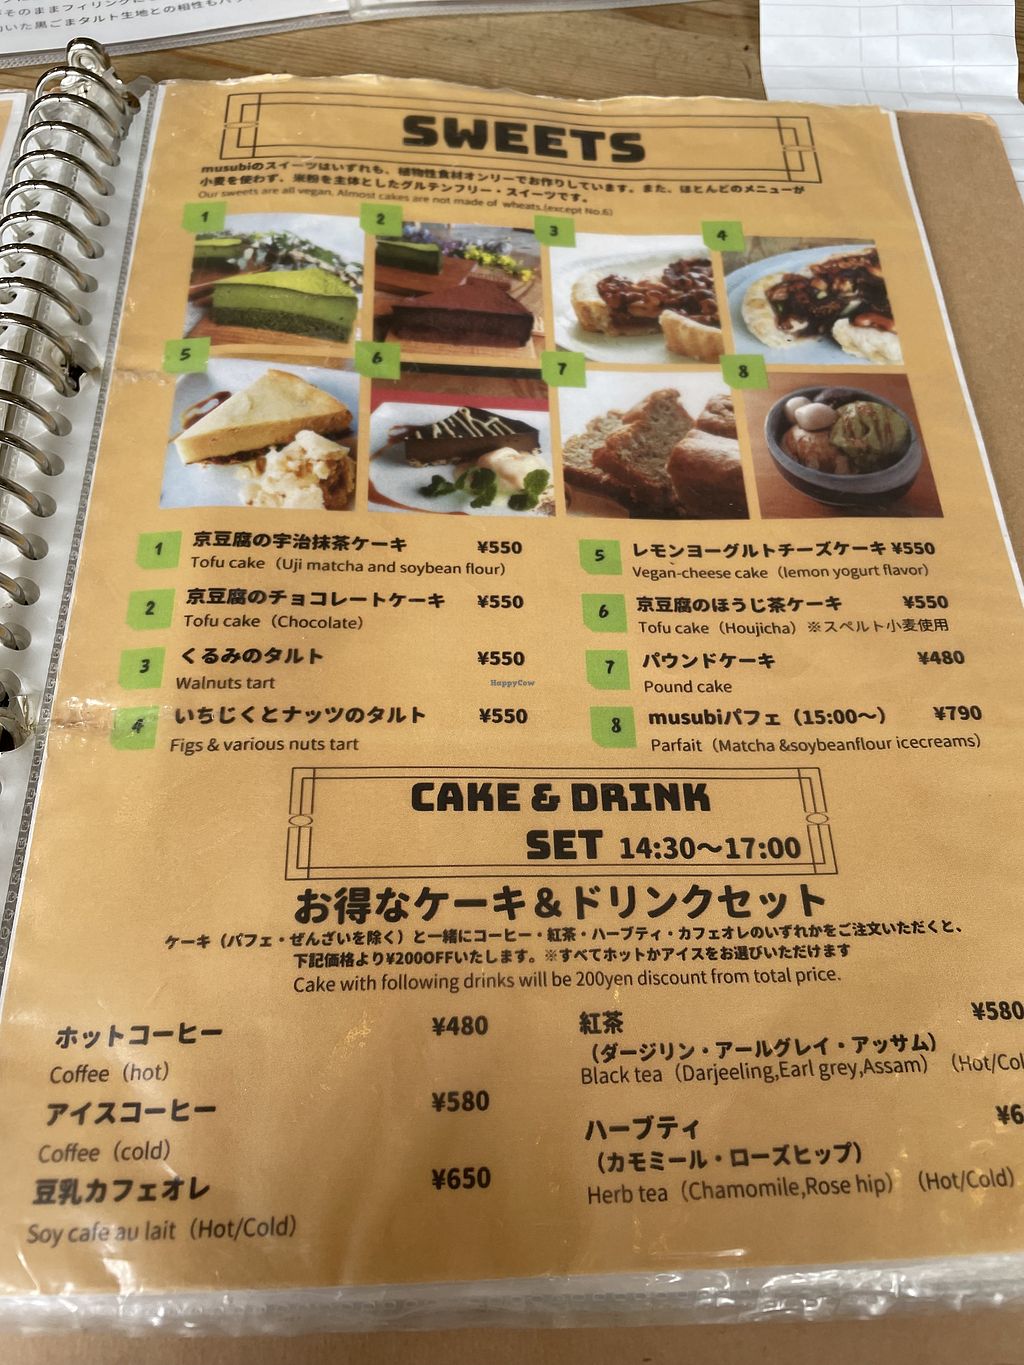 SWEETS
musubiのスイーツはいずれも、植物性食材オンリーでお作りしています。また、ほとんどのメニューが
小麦を使わず、米粉を主体としたグルテンフリー・スイーツです。
Our sweets are all vegan. Almost cakes are not made of wheats.(except No.6)
1
2
3
4
5
6
7
8
1 京豆腐の宇治抹茶ケーキ ¥550
Tofu cake（Uji matcha and soybean flour）
2 京豆腐のチョコレートケーキ ¥550
Tofu cake（Chocolate）
3 くるみのタルト ¥550
Walnuts tart
4 いちじくとナッツのタルト ¥550
Figs & various nuts tart
5 レモンヨーグルトチーズケーキ ¥550
Vegan-cheese cake（lemon yogurt flavor）
6 京豆腐のほうじ茶ケーキ ¥550
Tofu cake（Houjicha）※スペルト小麦使用
7 パウンドケーキ ¥480
Pound cake
8 musubiパフェ（15:00〜） ¥790
Parfait（Matcha &soybeanflour icecreams）
HappyCow
CAKE & DRINK
SET 14:30〜17:00
お得なケーキ＆ドリンクセット
ケーキ（パフェ・ぜんざいを除く）と一緒にコーヒー・紅茶・ハーブティ・カフェオレのいずれかをご注文いただくと、
下記価格より¥200OFFいたします。※すべてホットかアイスをお選びいただけます
Cake with following drinks will be 200yen discount from total price.
ホットコーヒー ¥480
Coffee（hot）
アイスコーヒー ¥580
Coffee（cold）
豆乳カフェオレ ¥650
Soy cafe au lait（Hot/Cold）
紅茶 ¥580
（ダージリン・アールグレイ・アッサム）
Black tea（Darjeeling,Earl grey,Assam）（Hot/Col
ハーブティ ¥6
（カモミール・ローズヒップ）
Herb tea（Chamomile,Rose hip）（Hot/Cold）